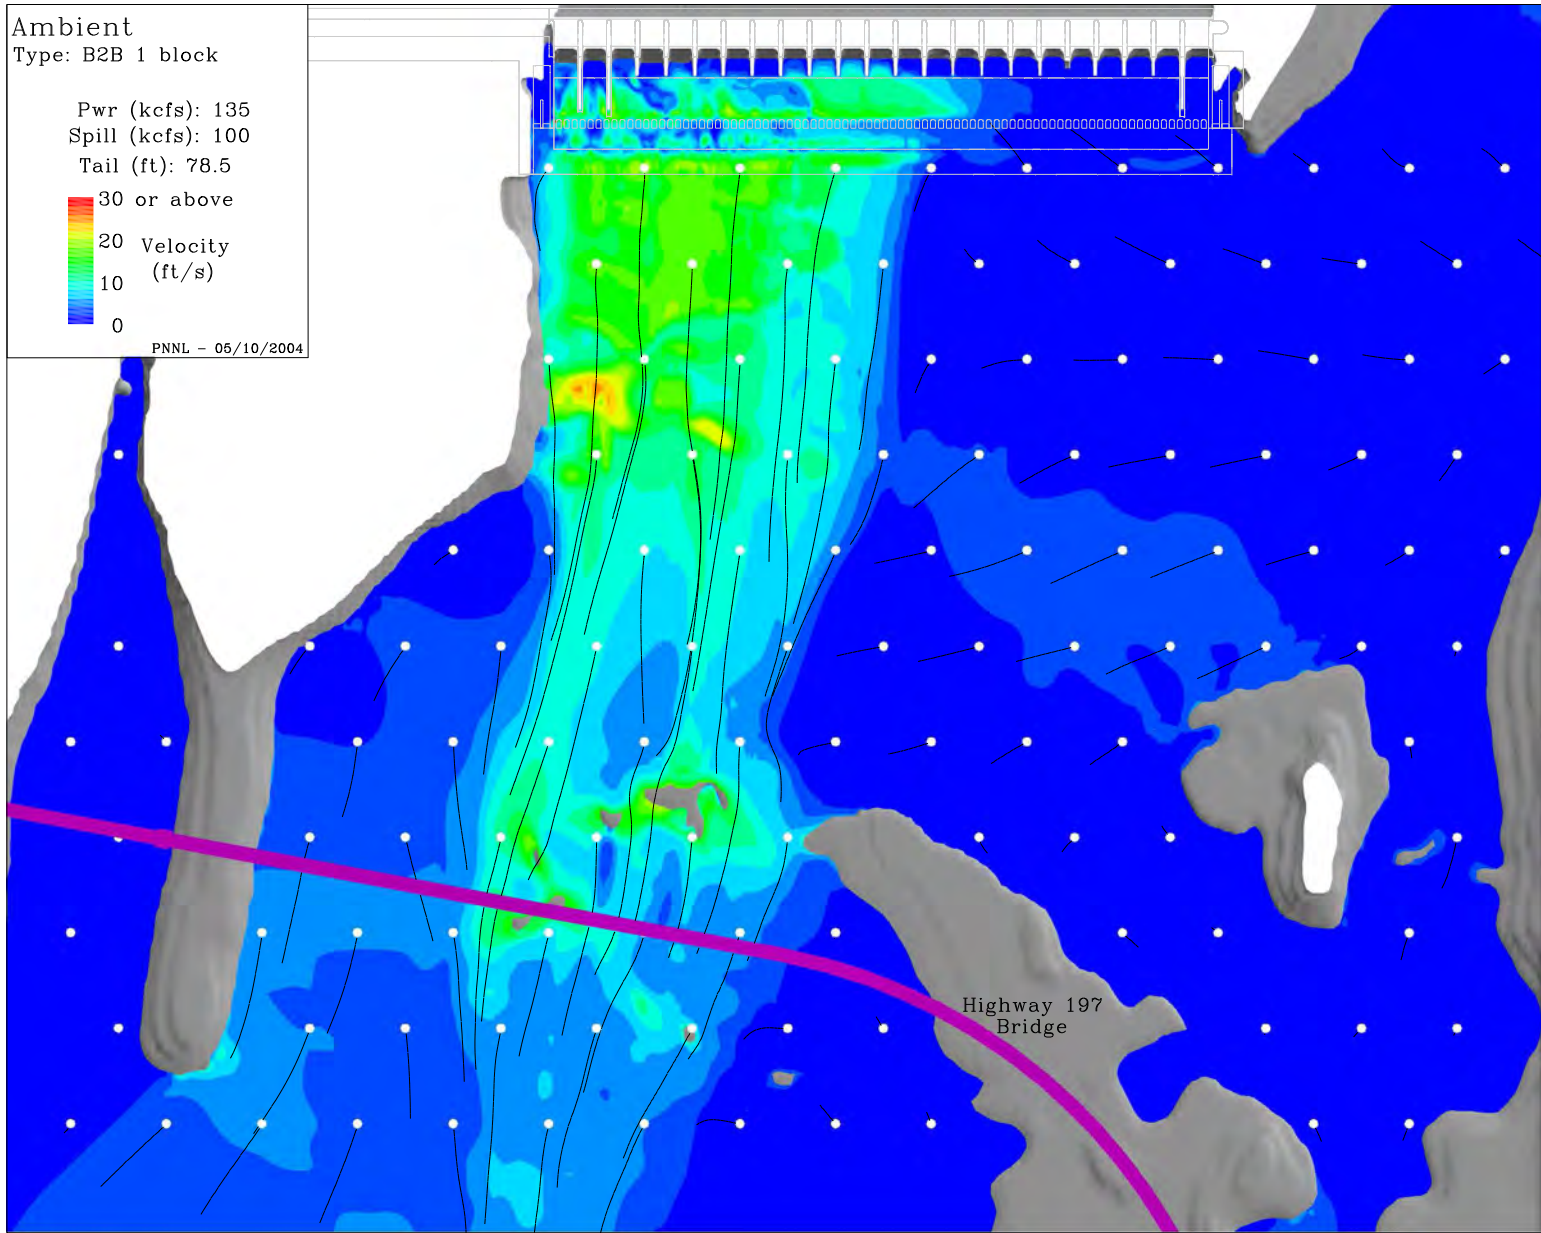 Ambient
Type: B2B 1 block
Pwr (kcfs): 135
Spill (kcfs): 100
Tail (ft): 78.5
30 or above
20
Velocity
(ft/s)
10
0
PNNL - 05/10/2004
Highway 197
Bridge